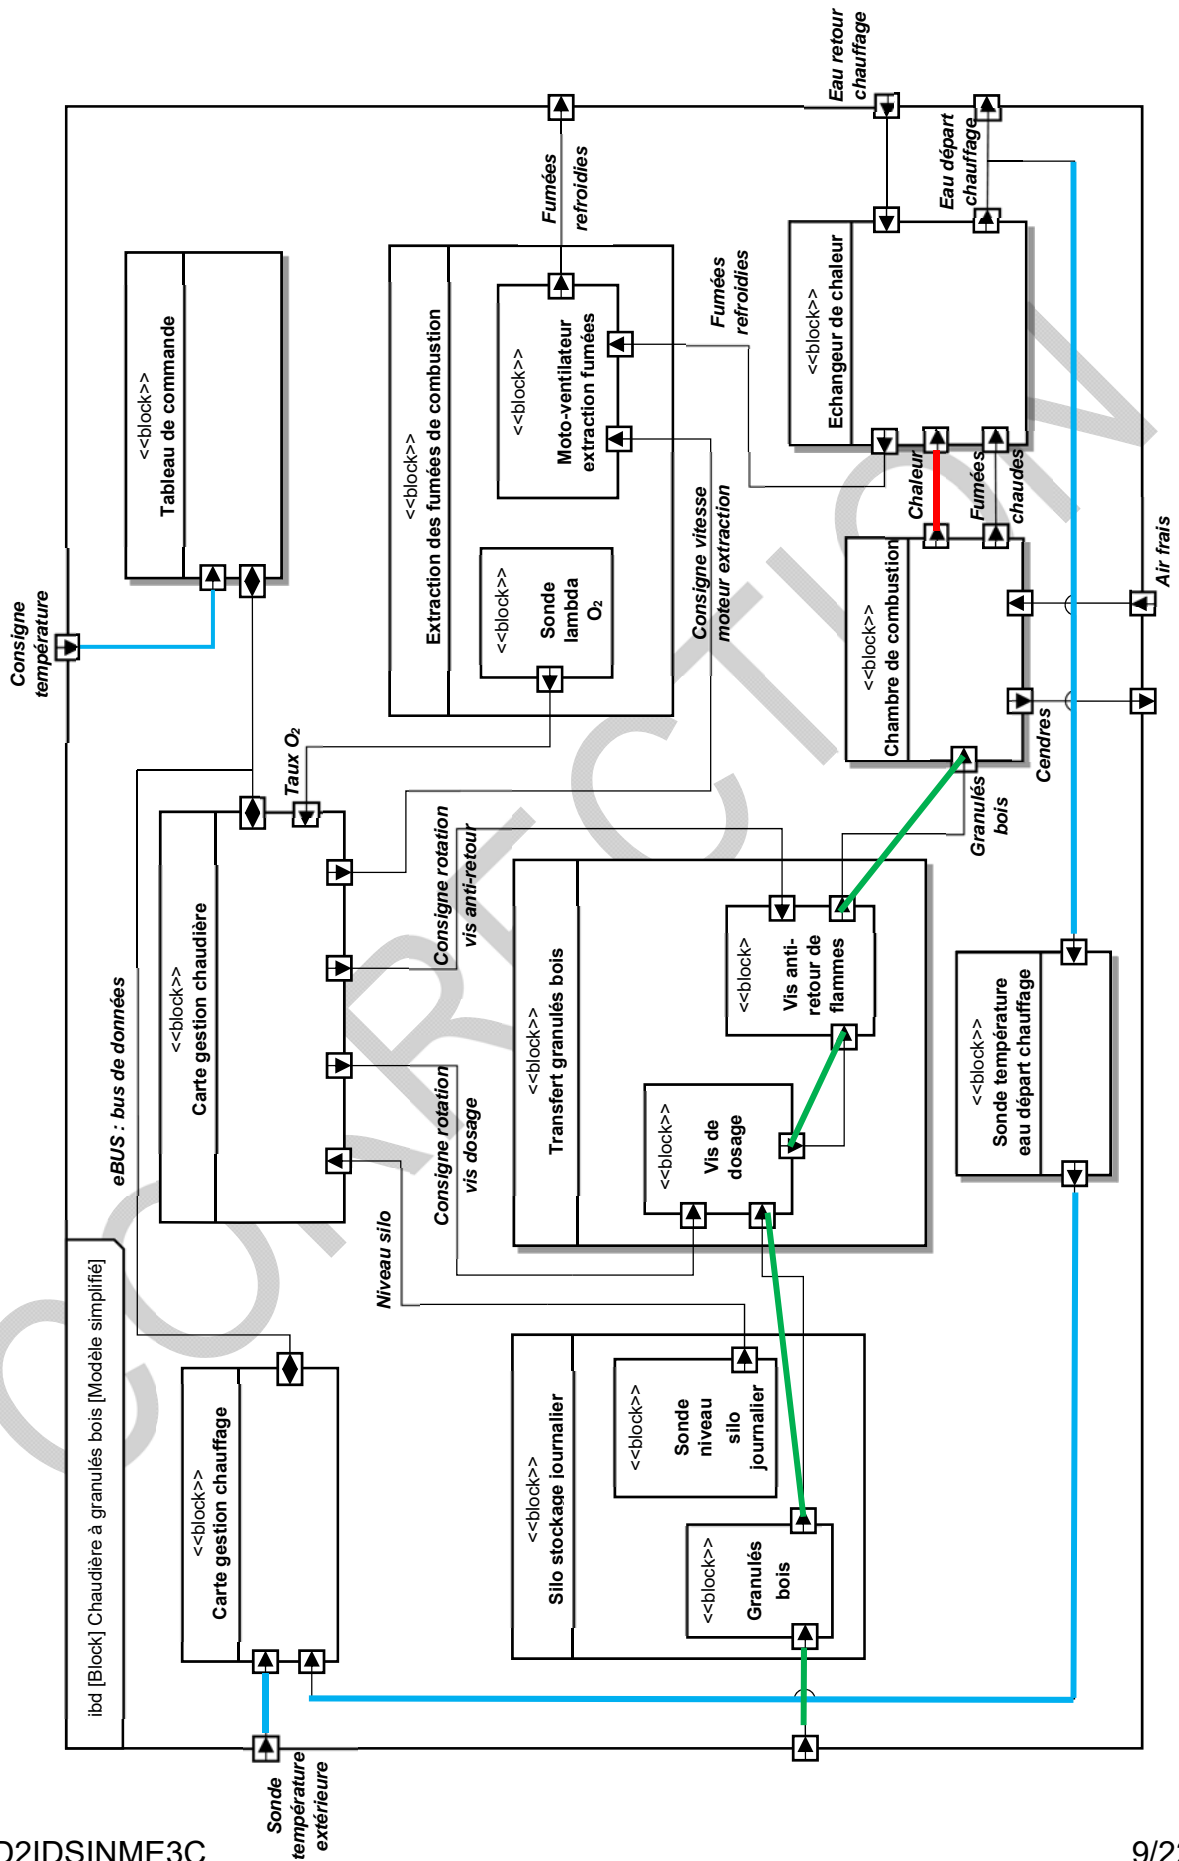 ibd [Block] Chaudière à granulés bois [Modèle simplifié]
Consigne
température
<<block>>
Tableau de commande
eBUS : bus de données
<<block>>
Carte gestion chaudière
<<block>>
Carte gestion chauffage
Sonde
température
extérieure
Taux O₂
Niveau silo
Consigne rotation
vis dosage
Consigne rotation
vis anti-retour
Consigne vitesse
moteur extraction
<<block>>
Extraction des fumées de combustion
<<block>>
Sonde
lambda
O₂
<<block>>
Moto-ventilateur
extraction fumées
Fumées
refroidies
Fumées
refroidies
<<block>>
Silo stockage journalier
<<block>>
Sonde
niveau
silo
journalier
<<block>>
Granulés
bois
<<block>>
Transfert granulés bois
<<block>>
Vis de
dosage
<<block>
Vis anti-
retour de
flammes
Granulés
bois
<<block>>
Chambre de combustion
Chaleur
Fumées
chaudes
Cendres
Air frais
<<block>>
Echangeur de chaleur
Eau retour
chauffage
Eau départ
chauffage
<<block>>
Sonde température
eau départ chauffage
CORRECTION
D2IDSINME3C
9/22